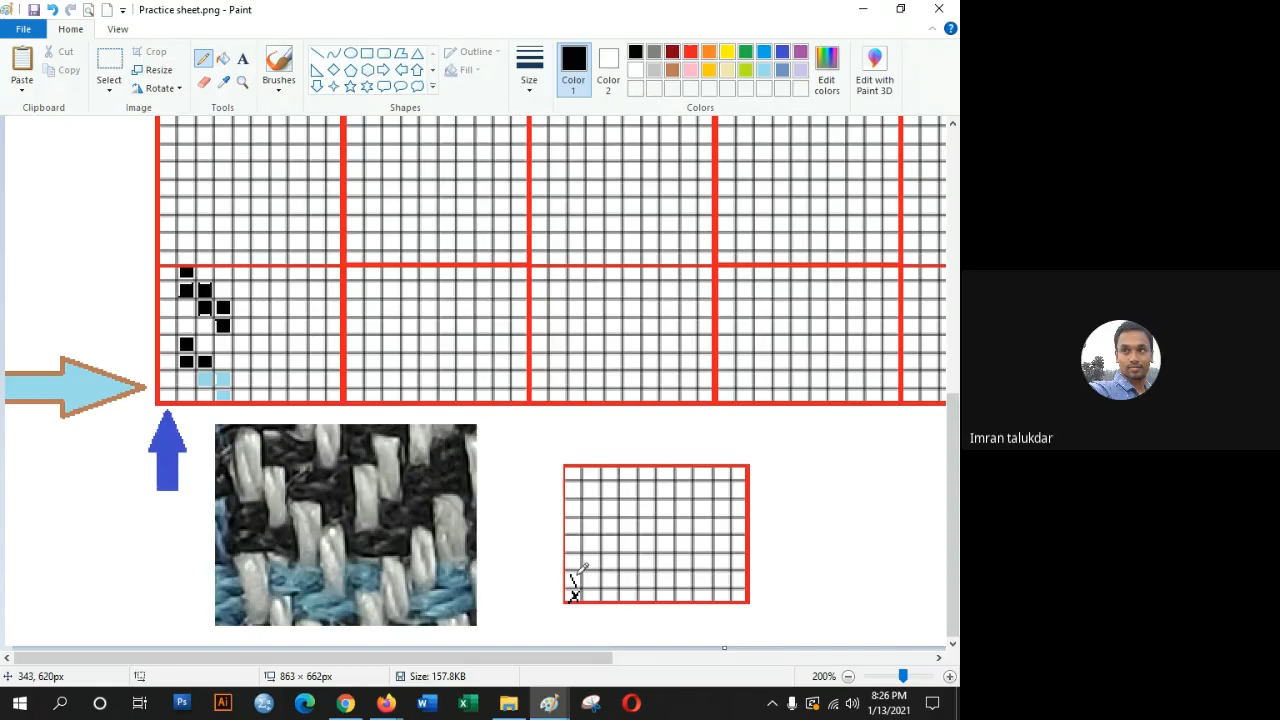 Practice sheet.png - Paint
File Home View
Paste
Cut
Copy
Clipboard
Select
Crop
Resize
Rotate
Image
Tools
Brushes
Outline
Fill
Shapes
Size
Color 1
Color 2
Edit colors
Colors
Edit with Paint 3D
Imran talukdar
x
343, 620px
863 × 662px
Size: 157.8KB
200%
Ps Ai
8:26 PM
1/13/2021